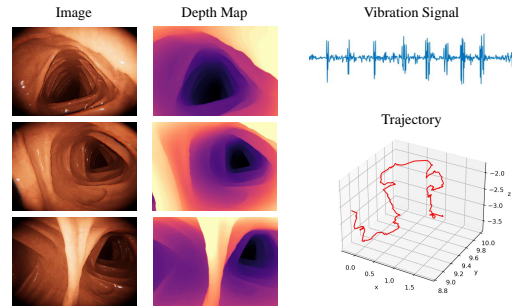 Image
Depth Map
Vibration Signal
Trajectory
-2.0
-2.5
-3.0
-3.5
z
0.0
0.5
1.0
1.5
x
8.8
9.0
9.2
9.4
9.6
9.8
10.0
y